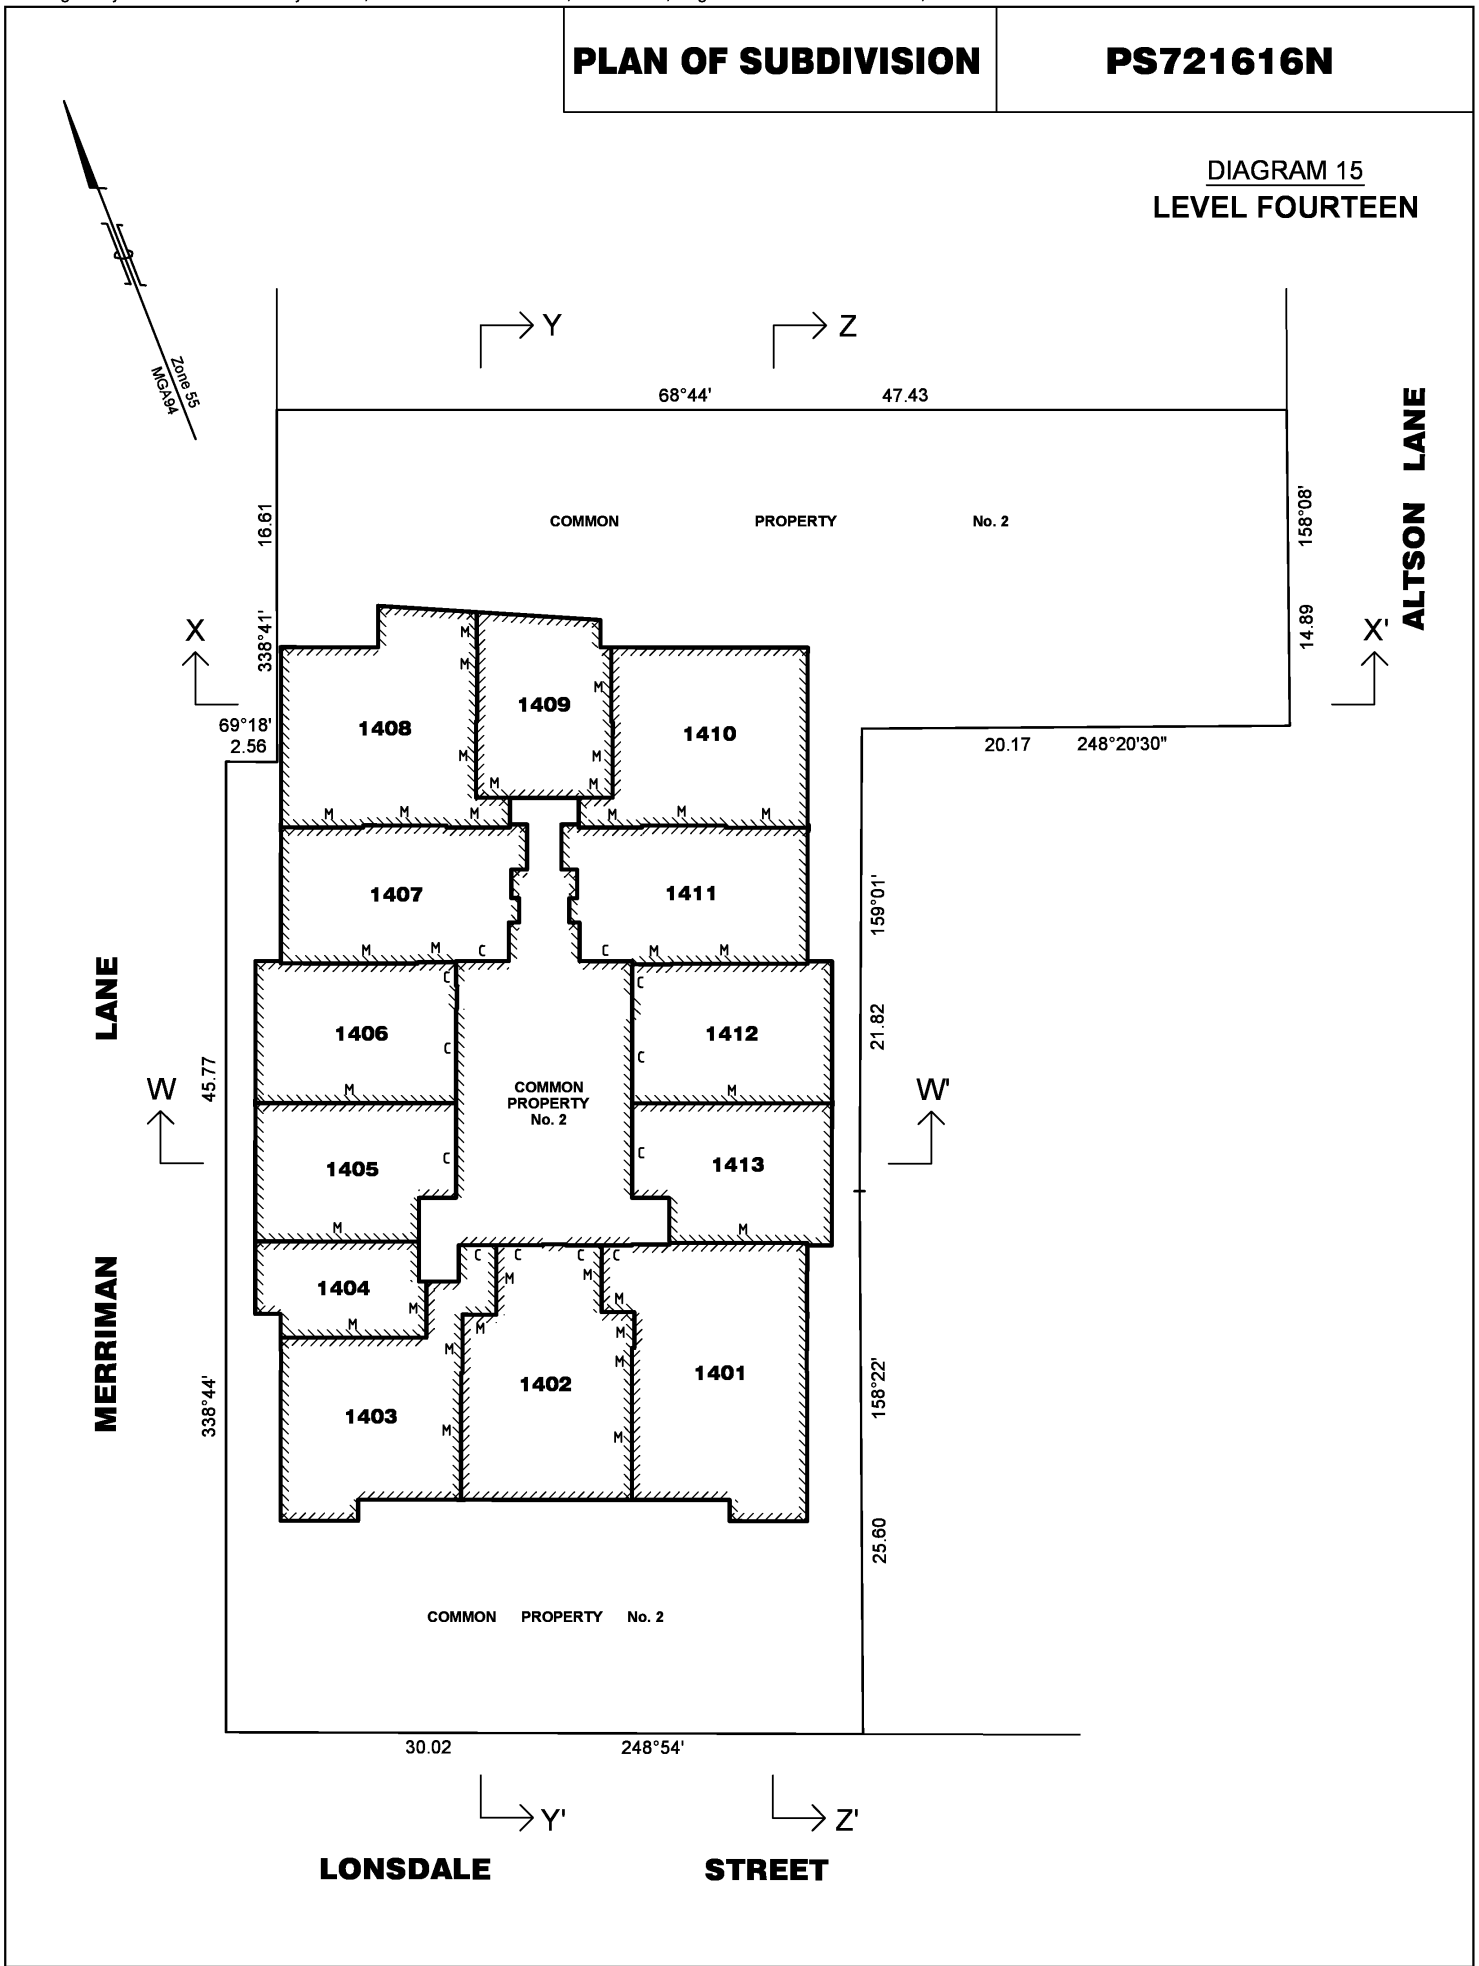 PLAN OF SUBDIVISION
PS721616N
DIAGRAM 15
LEVEL FOURTEEN
Zone 55
MGA94
Y
Z
68°44'
47.43
ALTSON LANE
16.61
COMMON PROPERTY No. 2
158°08'
338°41'
14.89
X
X'
M
M
1409
M
1408
1410
69°18'
2.56
20.17
248°20'30"
M
M
M
M
M
M
M
M
M
M
1407
1411
159°01'
M
M
C
C
M
M
C
C
LANE
1406
1412
21.82
C
C
45.77
W
W'
M
COMMON
PROPERTY
No. 2
M
C
C
1405
1413
M
M
C
C
C
C
MERRIMAN
1404
M
M
M
M
M
M
M
M
M
1401
1402
158°22'
338°44'
1403
M
M
25.60
COMMON PROPERTY No. 2
30.02
248°54'
Y'
Z'
LONSDALE STREET